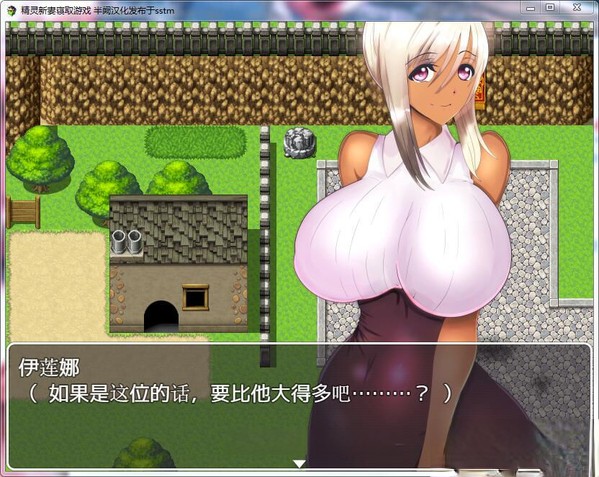 精灵新妻寝取游戏 半阙汉化发布于sstm
伊莲娜
（ 如果是这位的话，要比他大得多吧………？ ）